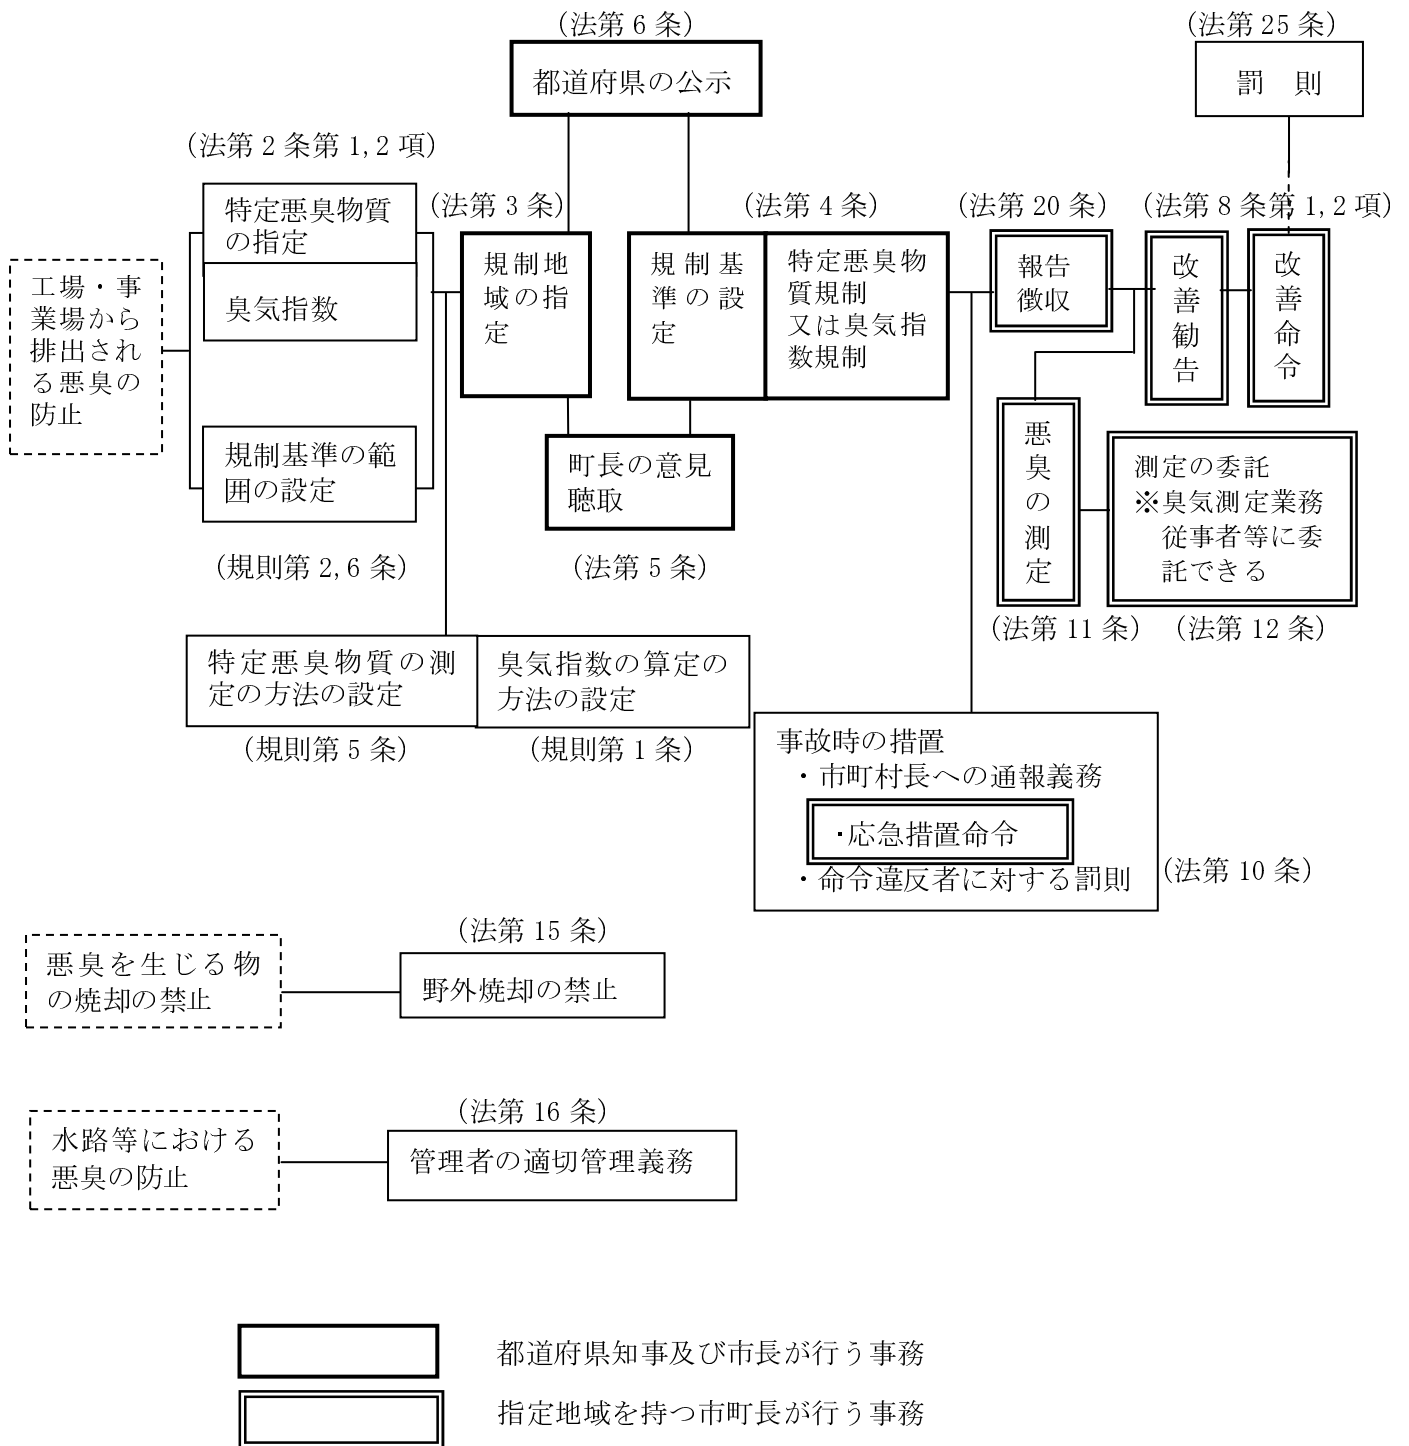 (法第 6 条)
都道府県の公示
(法第 25 条)
罰　則
(法第 2 条第 1,2 項)
特定悪臭物質
の指定
臭気指数
(法第 3 条)
規制地
域の指
定
(法第 4 条)
規制基
準の設
定
特定悪臭物
質規制
又は臭気指
数規制
(法第 20 条)
報告
徴収
(法第 8 条第 1,2 項)
改善勧告
改善命令
工場・事
業場から
排出され
る悪臭の
防止
規制基準の範
囲の設定
(規則第 2,6 条)
町長の意見
聴取
(法第 5 条)
悪臭の測定
(法第 11 条)
測定の委託
※臭気測定業務
従事者等に委
託できる
(法第 12 条)
特定悪臭物質の測
定の方法の設定
(規則第 5 条)
臭気指数の算定の
方法の設定
(規則第 1 条)
事故時の措置
・市町村長への通報義務
・応急措置命令
・命令違反者に対する罰則
(法第 10 条)
悪臭を生じる物
の焼却の禁止
(法第 15 条)
野外焼却の禁止
水路等における
悪臭の防止
(法第 16 条)
管理者の適切管理義務
都道府県知事及び市長が行う事務
指定地域を持つ市町長が行う事務